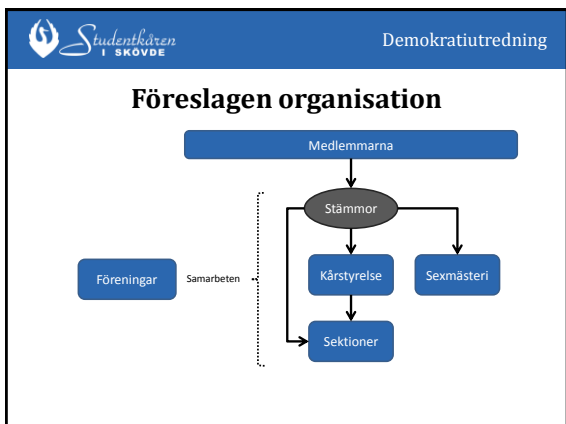 Studentkåren
I SKÖVDE
Demokratiutredning
Föreslagen organisation
Medlemmarna
Stämmor
Föreningar
Samarbeten
Kårstyrelse
Sexmästeri
Sektioner